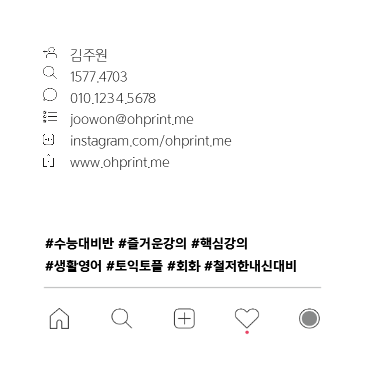 김주원
1577.4703
010.1234.5678
joowon@ohprint.me
instagram.com/ohprint.me
www.ohprint.me
#수능대비반 #즐거운강의 #핵심강의
#생활영어 #토익토플 #회화 #철저한내신대비